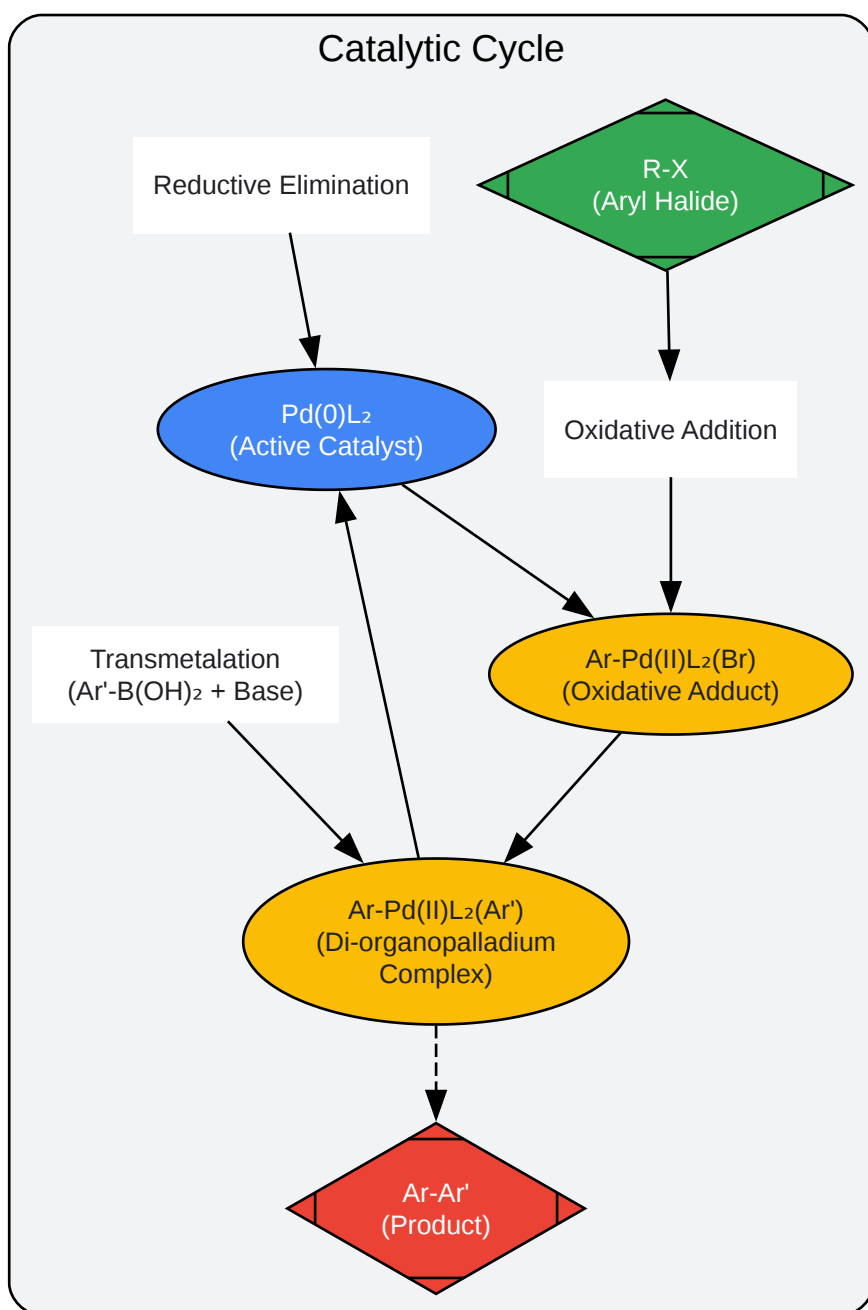 Catalytic Cycle
Reductive Elimination
R-X
(Aryl Halide)
Pd(0)L₂
(Active Catalyst)
Oxidative Addition
Transmetalation
(Ar'-B(OH)₂ + Base)
Ar-Pd(II)L₂(Br)
(Oxidative Adduct)
Ar-Pd(II)L₂(Ar')
(Di-organopalladium
Complex)
Ar-Ar'
(Product)